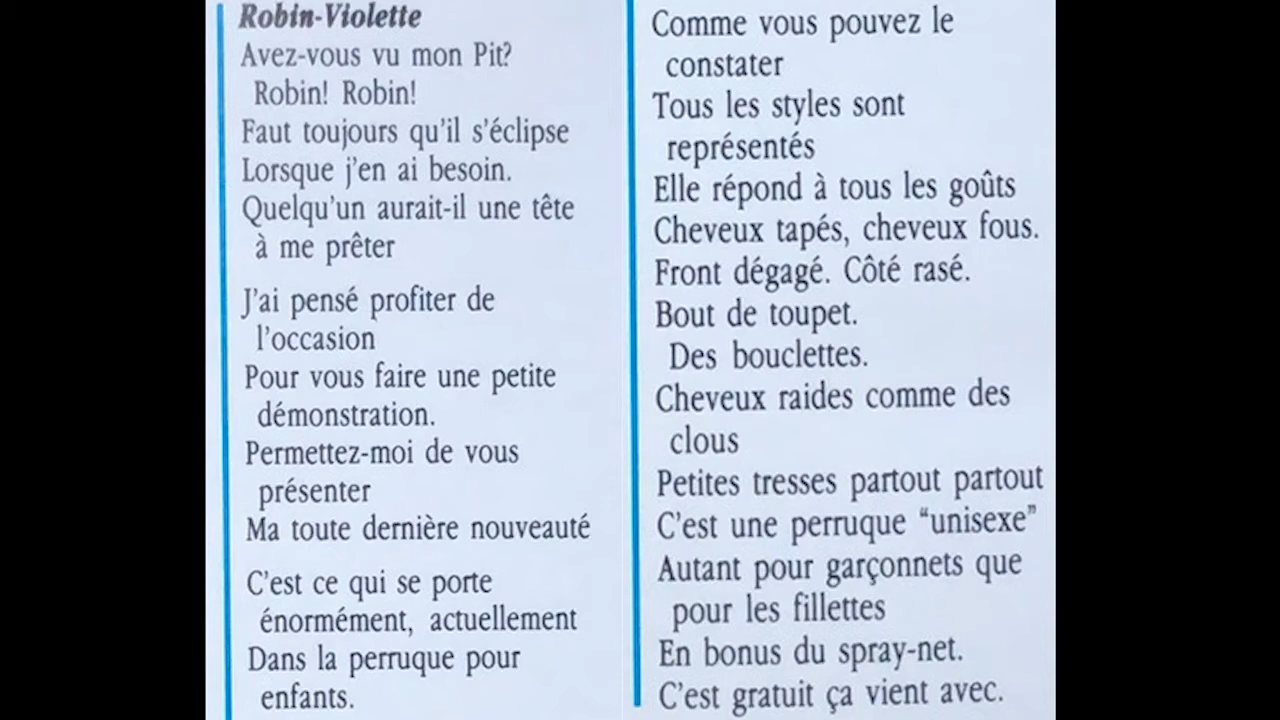 Robin-Violette
Avez-vous vu mon Pit?
Robin! Robin!
Faut toujours qu'il s'éclipse
Lorsque j'en ai besoin.
Quelqu'un aurait-il une tête
à me prêter
J'ai pensé profiter de
l'occasion
Pour vous faire une petite
démonstration.
Permettez-moi de vous
présenter
Ma toute dernière nouveauté
C'est ce qui se porte
énormément, actuellement
Dans la perruque pour
enfants.
Comme vous pouvez le
constater
Tous les styles sont
représentés
Elle répond à tous les goûts
Cheveux tapés, cheveux fous.
Front dégagé. Côté rasé.
Bout de toupet.
Des bouclettes.
Cheveux raides comme des
clous
Petites tresses partout partout
C'est une perruque “unisexe”
Autant pour garçonnets que
pour les fillettes
En bonus du spray-net.
C'est gratuit ça vient avec.